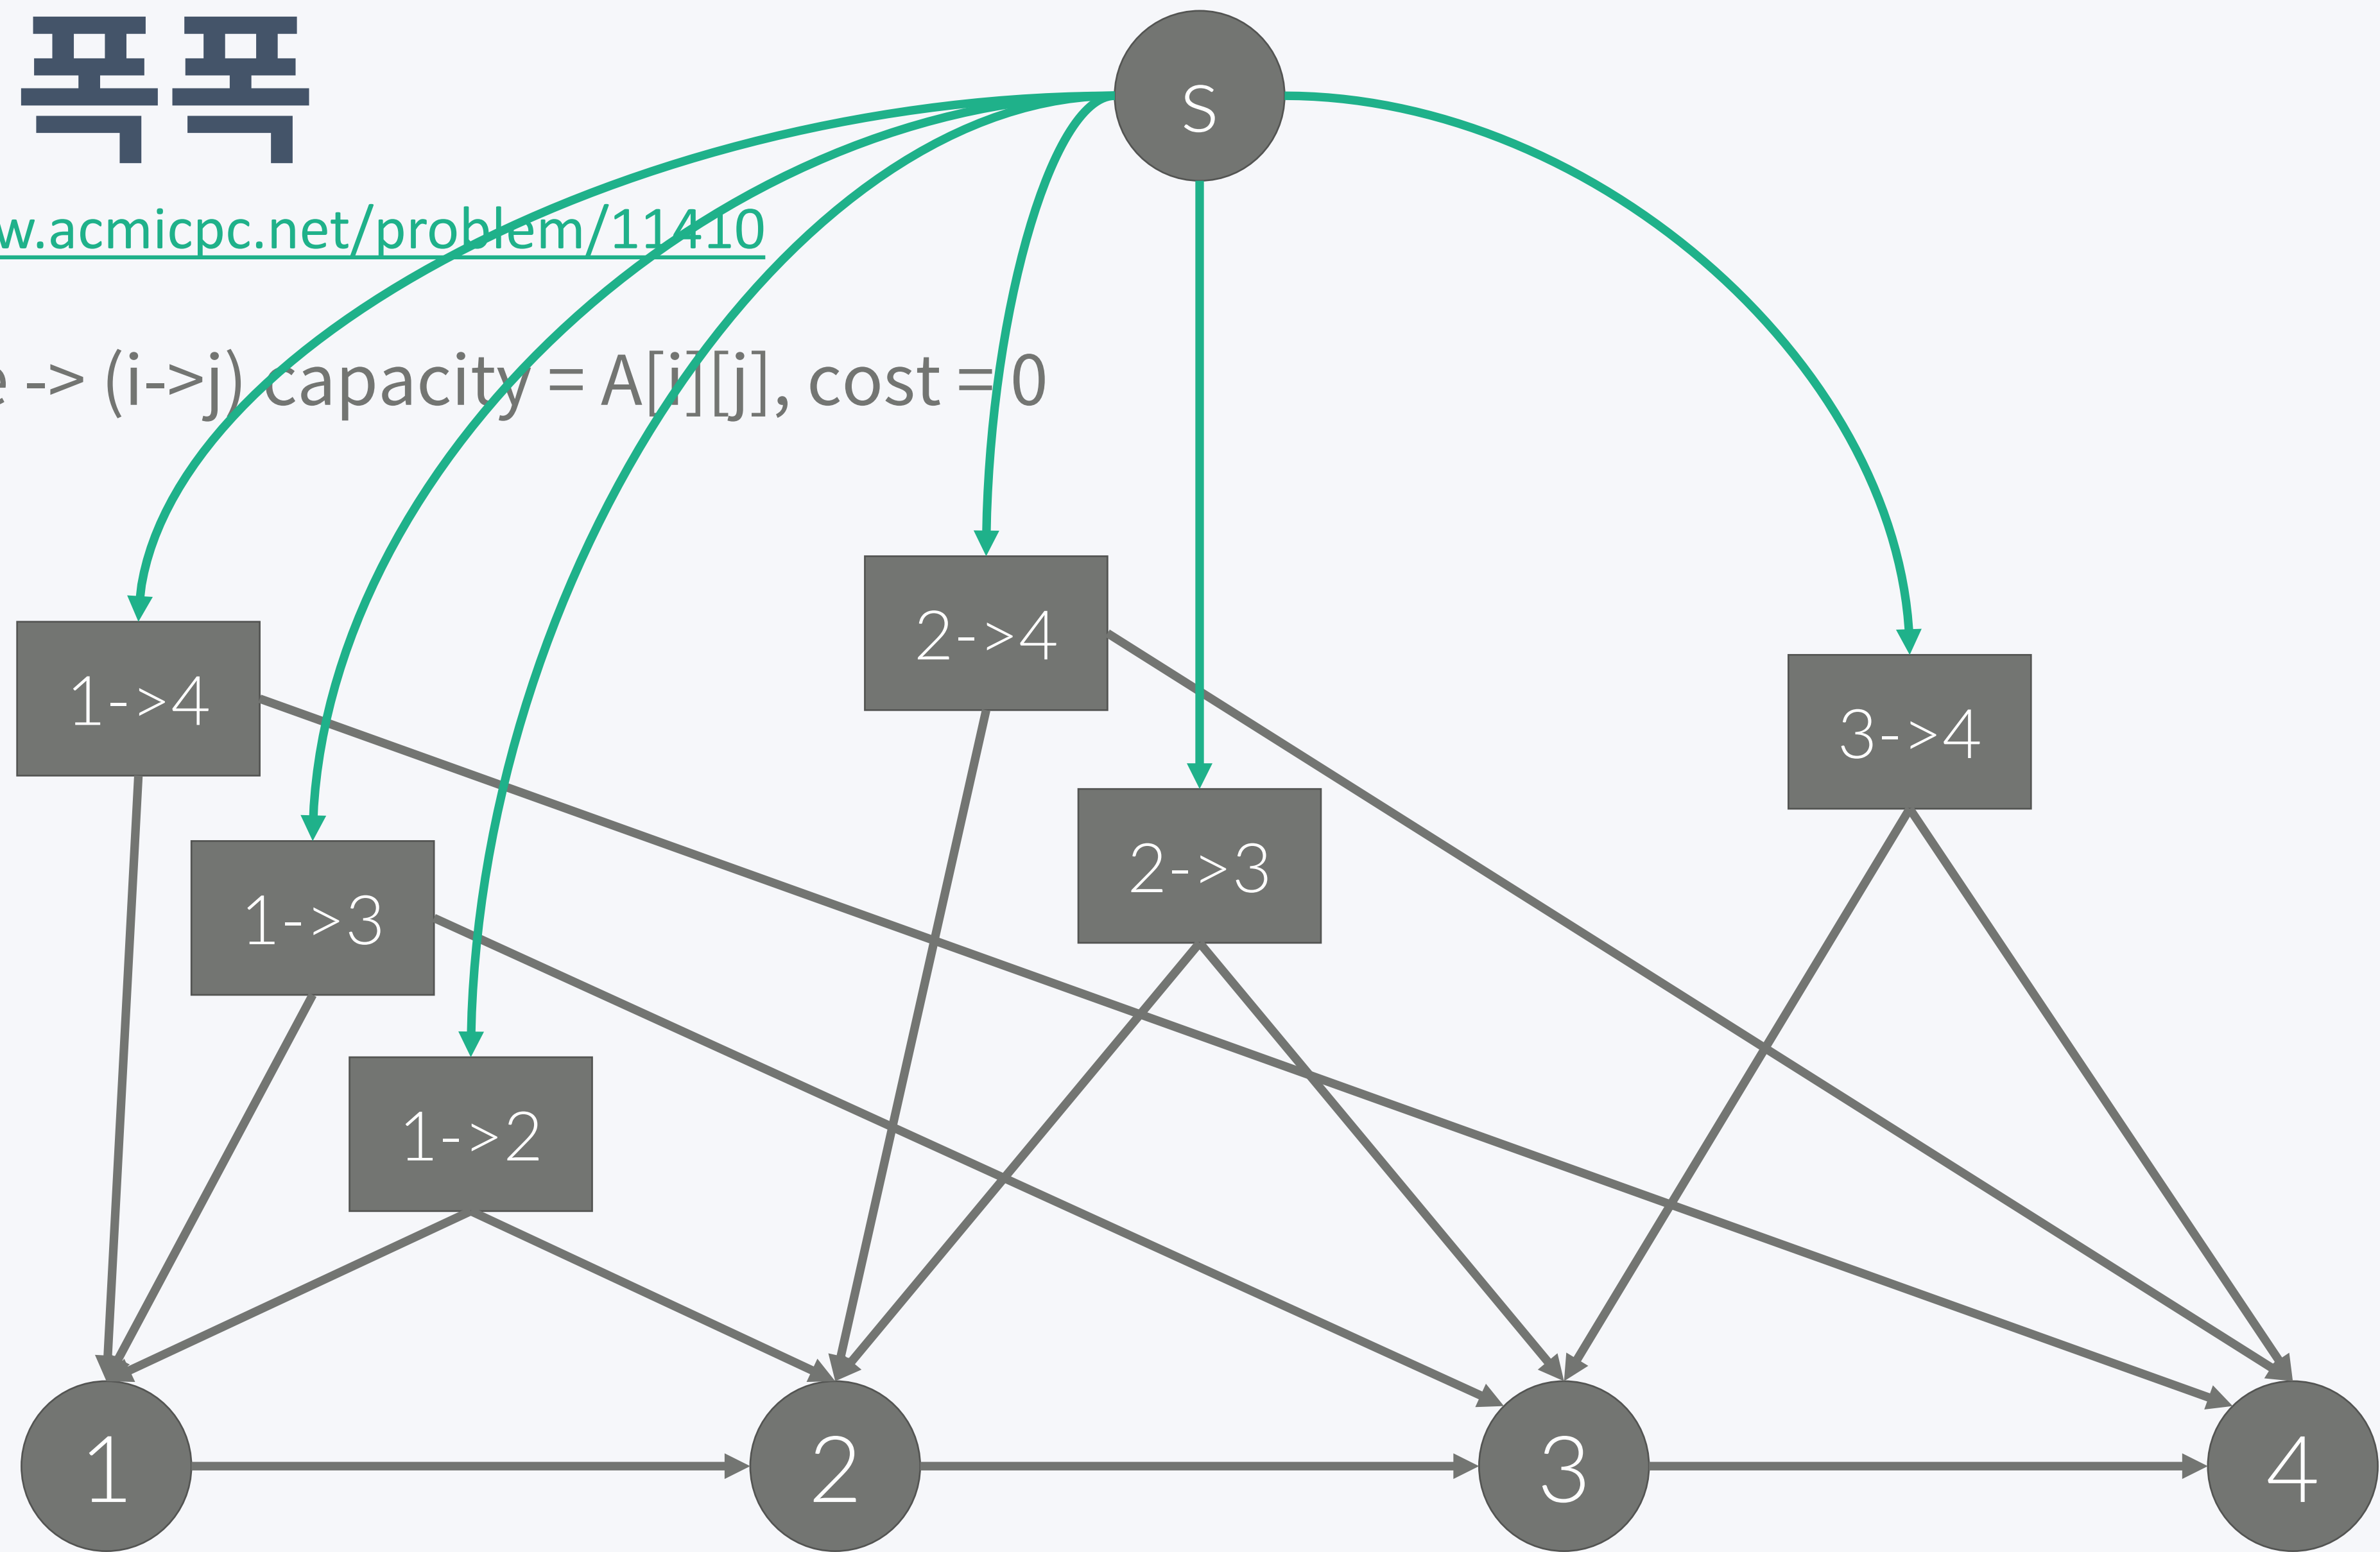 폭폭
w.acmicpc.net/problem/11410
e -> (i->j) capacity = A[i][j], cost = 0
S
2->4
1->4
3->4
2->3
1->3
1->2
1
2
3
4